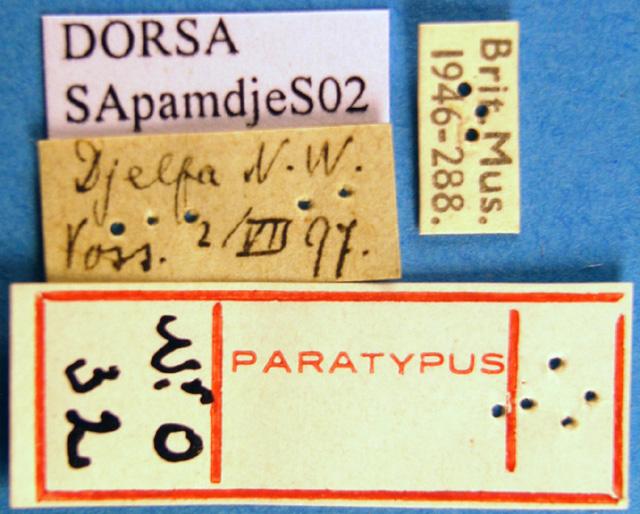 DORSA
SApamdjeS02
Brit. Mus.
1946-288.
Djelfa N.W.
Voss. 2/VII 97.
PARATYPUS
32